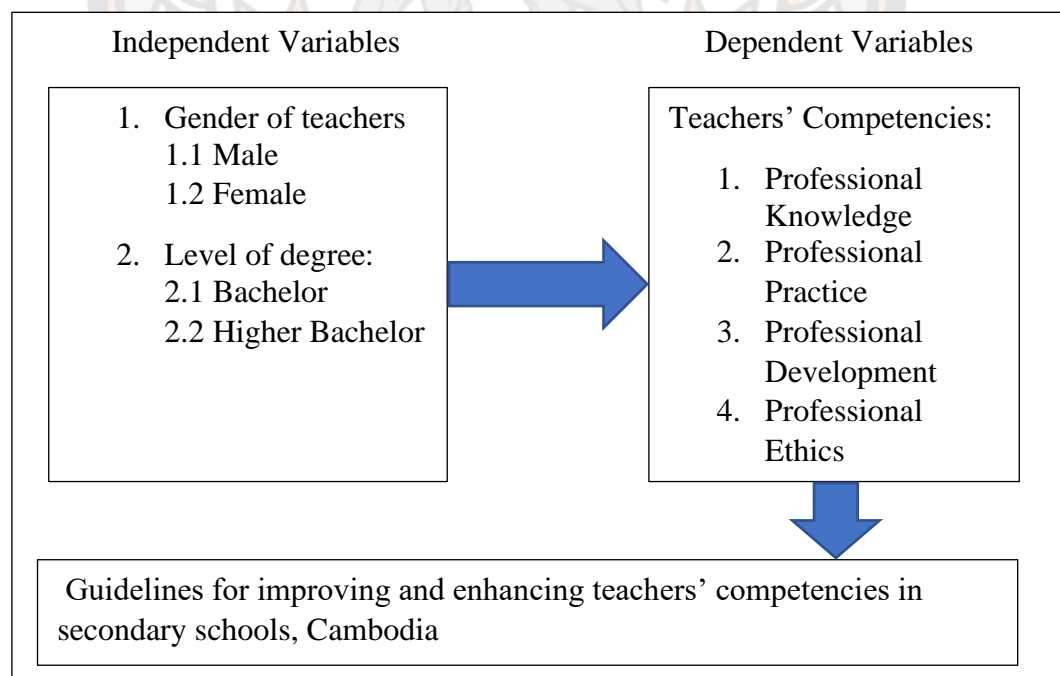 Independent Variables
1. Gender of teachers
1.1 Male
1.2 Female
2. Level of degree:
2.1 Bachelor
2.2 Higher Bachelor
Dependent Variables
Teachers’ Competencies:
1. Professional
Knowledge
2. Professional
Practice
3. Professional
Development
4. Professional
Ethics
Guidelines for improving and enhancing teachers’ competencies in
secondary schools, Cambodia